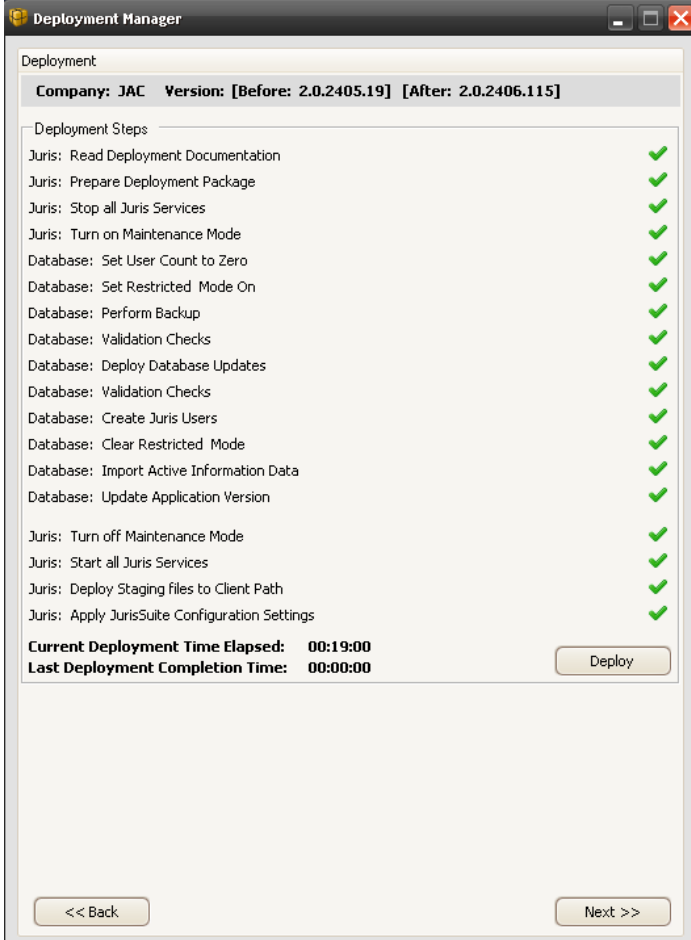 Deployment Manager
Deployment
Company: JAC Version: [Before: 2.0.2405.19] [After: 2.0.2406.115]
Deployment Steps
Juris: Read Deployment Documentation
Juris: Prepare Deployment Package
Juris: Stop all Juris Services
Juris: Turn on Maintenance Mode
Database: Set User Count to Zero
Database: Set Restricted Mode On
Database: Perform Backup
Database: Validation Checks
Database: Deploy Database Updates
Database: Validation Checks
Database: Create Juris Users
Database: Clear Restricted Mode
Database: Import Active Information Data
Database: Update Application Version
Juris: Turn off Maintenance Mode
Juris: Start all Juris Services
Juris: Deploy Staging files to Client Path
Juris: Apply JurisSuite Configuration Settings
Current Deployment Time Elapsed: 00:19:00
Last Deployment Completion Time: 00:00:00
Deploy
<< Back
Next >>